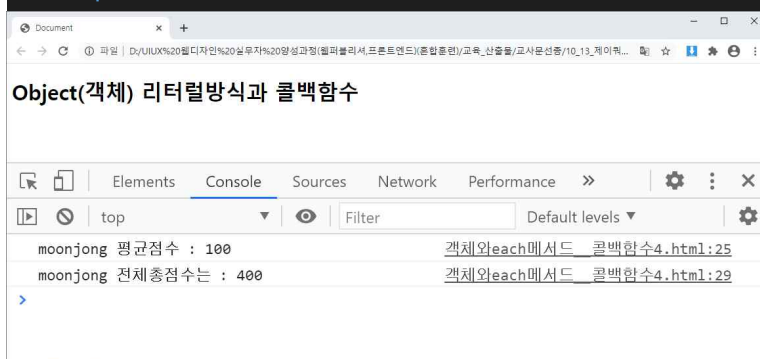 Document
파일 | D:/UIUX%20웹디자인%20실무자%20양성과정(웹퍼블리셔,프론트엔드)(혼합훈련)/교육_산출물/교사문선종/10_13_제이쿼...
Object(객체) 리터럴방식과 콜백함수
Elements Console Sources Network Performance
top Filter Default levels ▼
moonjong 평균점수 : 100 객체와each메서드__콜백함수4.html:25
moonjong 전체총점수는 : 400 객체와each메서드__콜백함수4.html:29